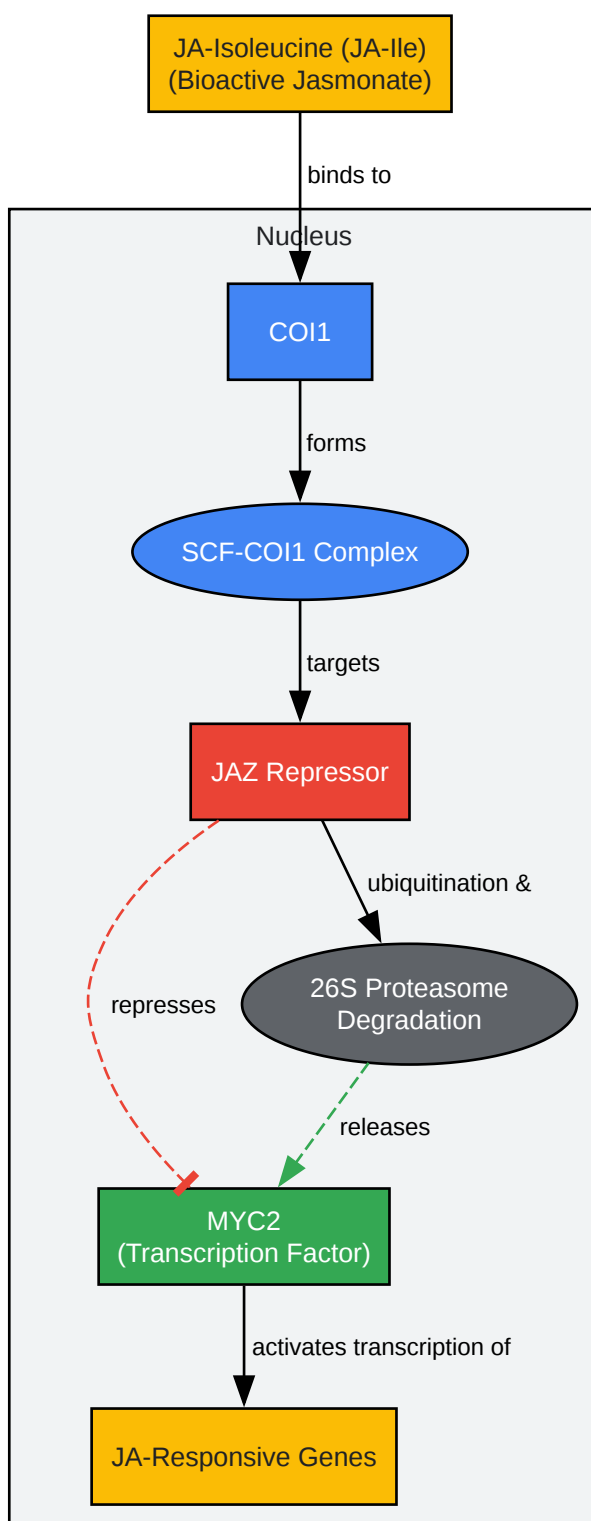 JA-Isoleucine (JA-Ile)
(Bioactive Jasmonate)
binds to
Nucleus
COI1
forms
SCF-COI1 Complex
targets
JAZ Repressor
ubiquitination &
26S Proteasome
Degradation
represses
releases
MYC2
(Transcription Factor)
activates transcription of
JA-Responsive Genes